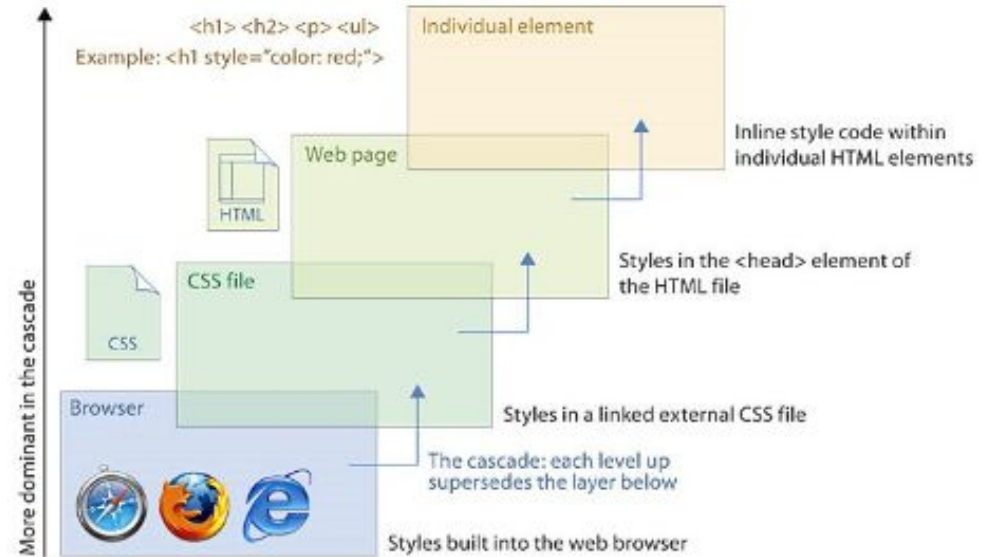 <h1> <h2> <p> <ul>
Example: <h1 style="color: red;">
Individual element
Inline style code within
individual HTML elements
Web page
HTML
Styles in the <head> element of
the HTML file
CSS file
CSS
Styles in a linked external CSS file
Browser
The cascade: each level up
supersedes the layer below
Styles built into the web browser
More dominant in the cascade